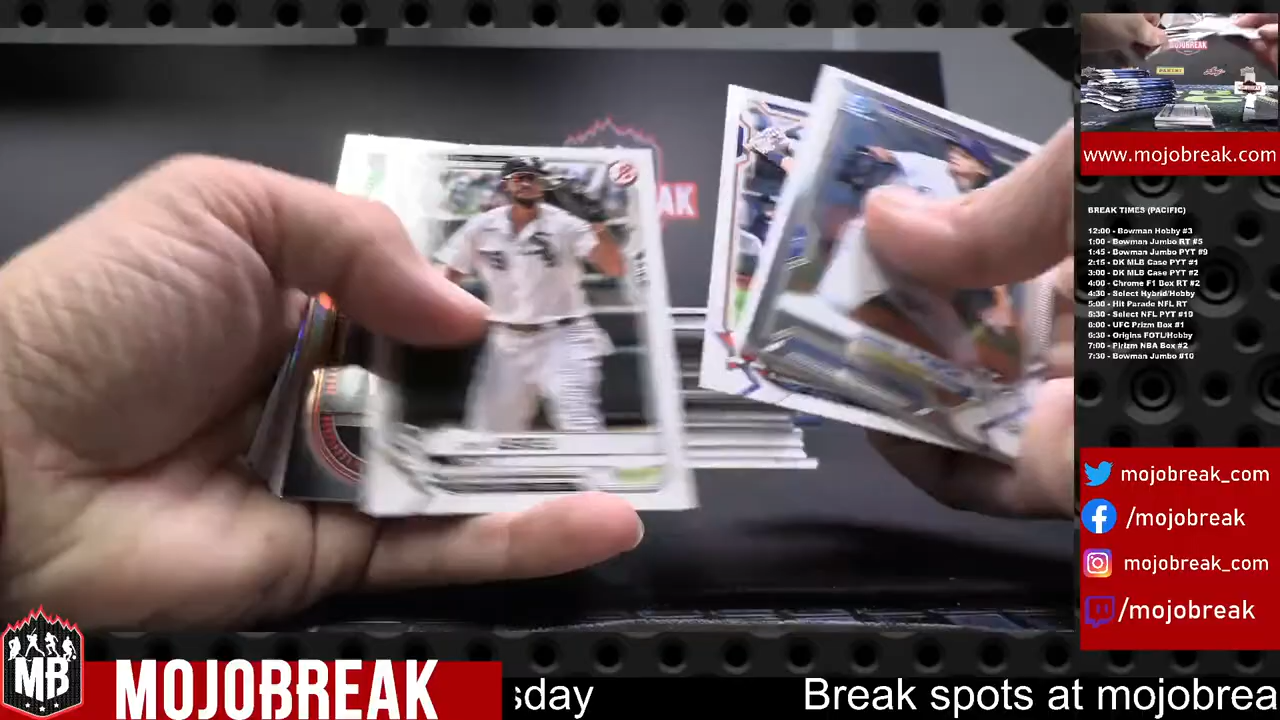 AK
MOJOBREAK
PANINI
www.mojobreak.com
BREAK TIMES (PACIFIC)
12:00 - Bowman Hobby #3
1:00 - Bowman Jumbo RT #5
1:45 - Bowman Jumbo PYT #9
2:15 - DK MLB Case PYT #1
3:00 - DK MLB Case PYT #2
4:00 - Chrome F1 Box RT #2
4:30 - Select Hybrid/Hobby
5:00 - Hit Parade NFL RT
5:30 - Select NFL PYT #10
6:00 - UFC Prizm Box #1
6:30 - Origins FOTL/Hobby
7:00 - Prizm NBA Box #2
7:30 - Bowman Jumbo #10
mojobreak_com
/mojobreak
mojobreak_com
/mojobreak
MB
MOJOBREAK
sday
Break spots at mojobrea